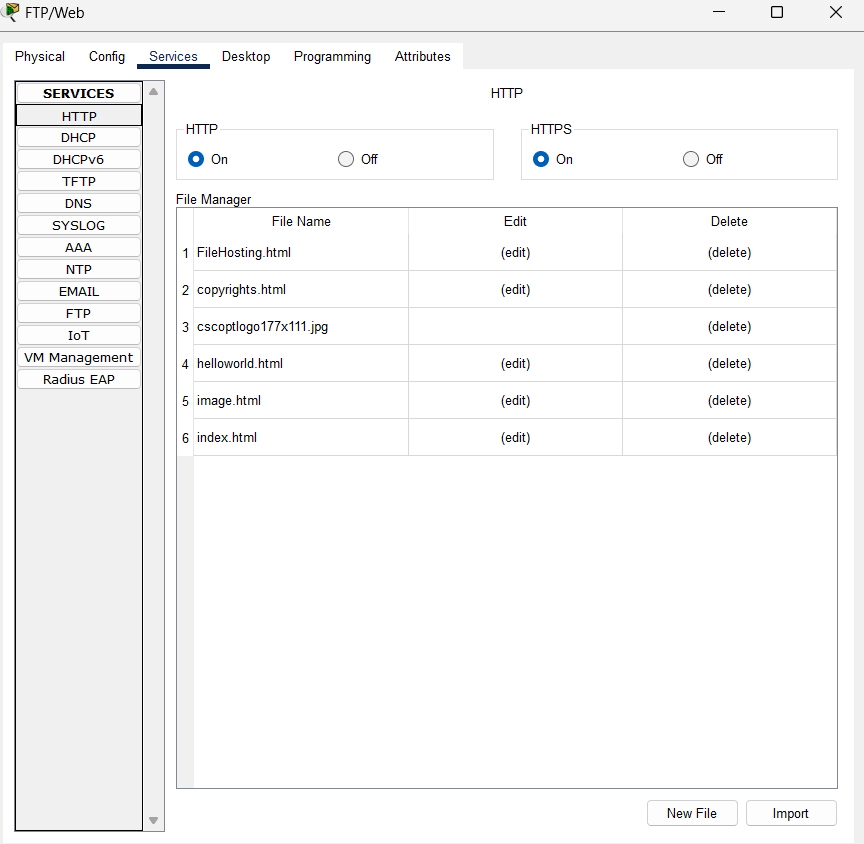 FTP/Web
Physical Config Services Desktop Programming Attributes
SERVICES
HTTP
DHCP
DHCPv6
TFTP
DNS
SYSLOG
AAA
NTP
EMAIL
FTP
IoT
VM Management
Radius EAP
HTTP
HTTP
On Off
HTTPS
On Off
File Manager
File Name Edit Delete
1 FileHosting.html (edit) (delete)
2 copyrights.html (edit) (delete)
3 cscoptlogo177x111.jpg (delete)
4 helloworld.html (edit) (delete)
5 image.html (edit) (delete)
6 index.html (edit) (delete)
New File Import